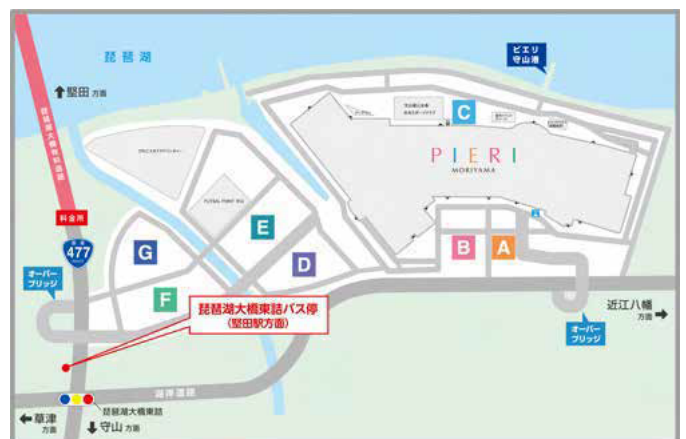 琵琶湖
ピエリ
守山港
堅田 方面
琵琶湖大橋有料道路
C
PIERI
MORIYAMA
料金所
477
E
G
D
B
A
F
オーバー
ブリッジ
琵琶湖大橋東詰バス停
(堅田駅方面)
近江八幡
方面
オーバー
ブリッジ
湖岸道路
琵琶湖大橋東詰
草津
方面
守山 方面